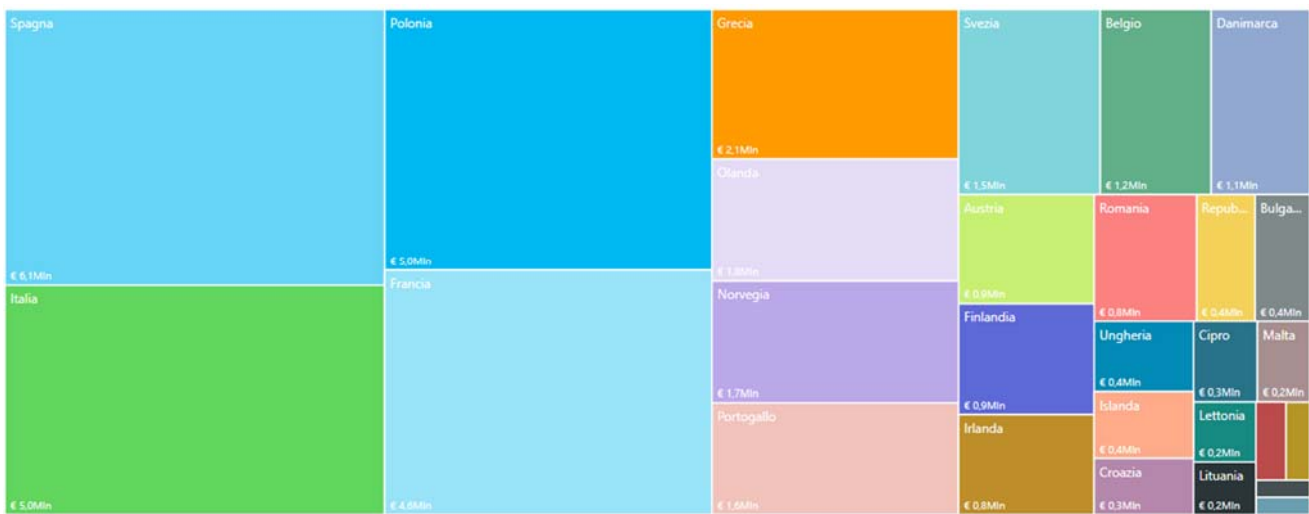 Spagna
€ 6,1Mln
Italia
€ 5,0Mln
Polonia
€ 5,0Mln
Francia
€ 4,6Mln
Grecia
€ 2,1Mln
Olanda
€ 1,8Mln
Norvegia
€ 1,7Mln
Portogallo
€ 1,6Mln
Svezia
€ 1,5Mln
Belgio
€ 1,2Mln
Danimarca
€ 1,1Mln
Austria
€ 0,9Mln
Finlandia
€ 0,9Mln
Irlanda
€ 0,8Mln
Romania
€ 0,8Mln
Repub...
€ 0,4Mln
Bulga...
€ 0,4Mln
Ungheria
€ 0,4Mln
Islanda
€ 0,4Mln
Croazia
€ 0,3Mln
Cipro
€ 0,3Mln
Malta
€ 0,2Mln
Lettonia
€ 0,2Mln
Lituania
€ 0,2Mln